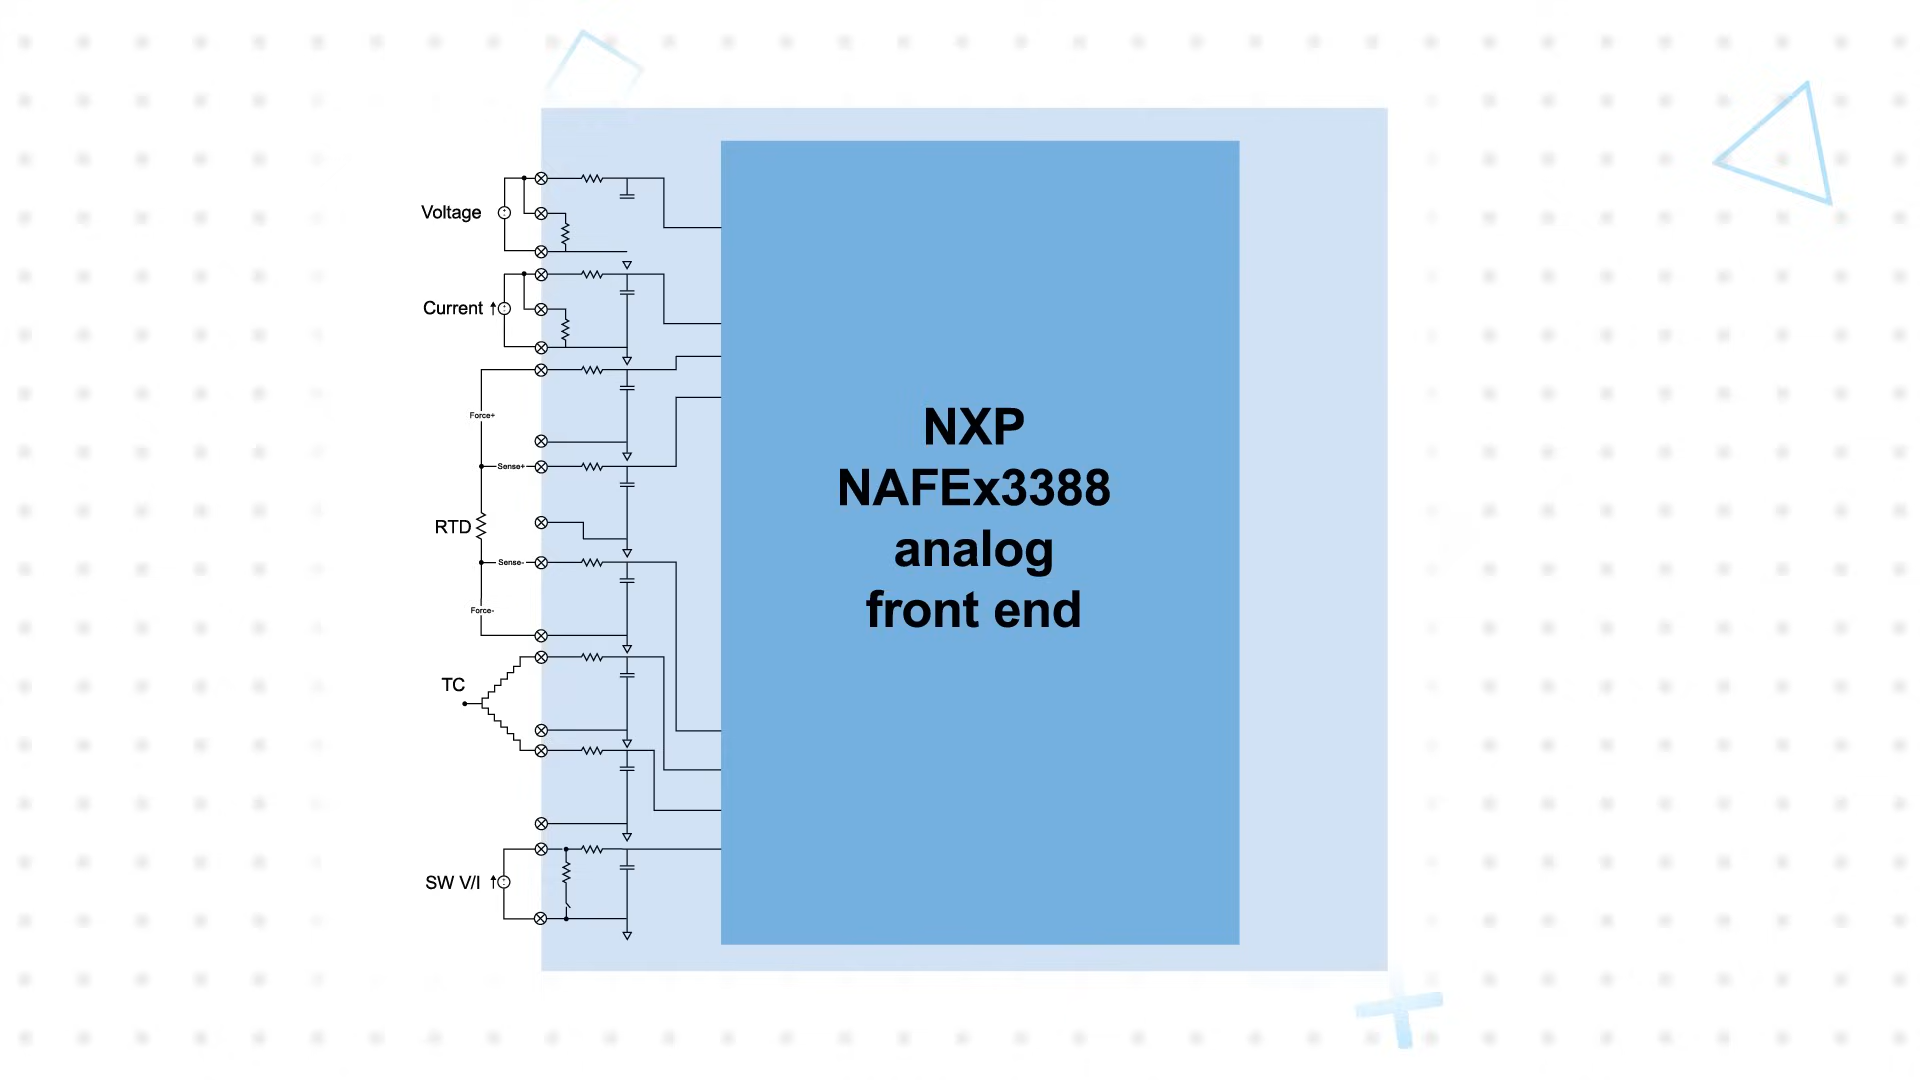 Voltage
Current
Force+
Sense+
RTD
Sense-
Force-
TC
SW V/I
NXP
NAFEx3388
analog
front end